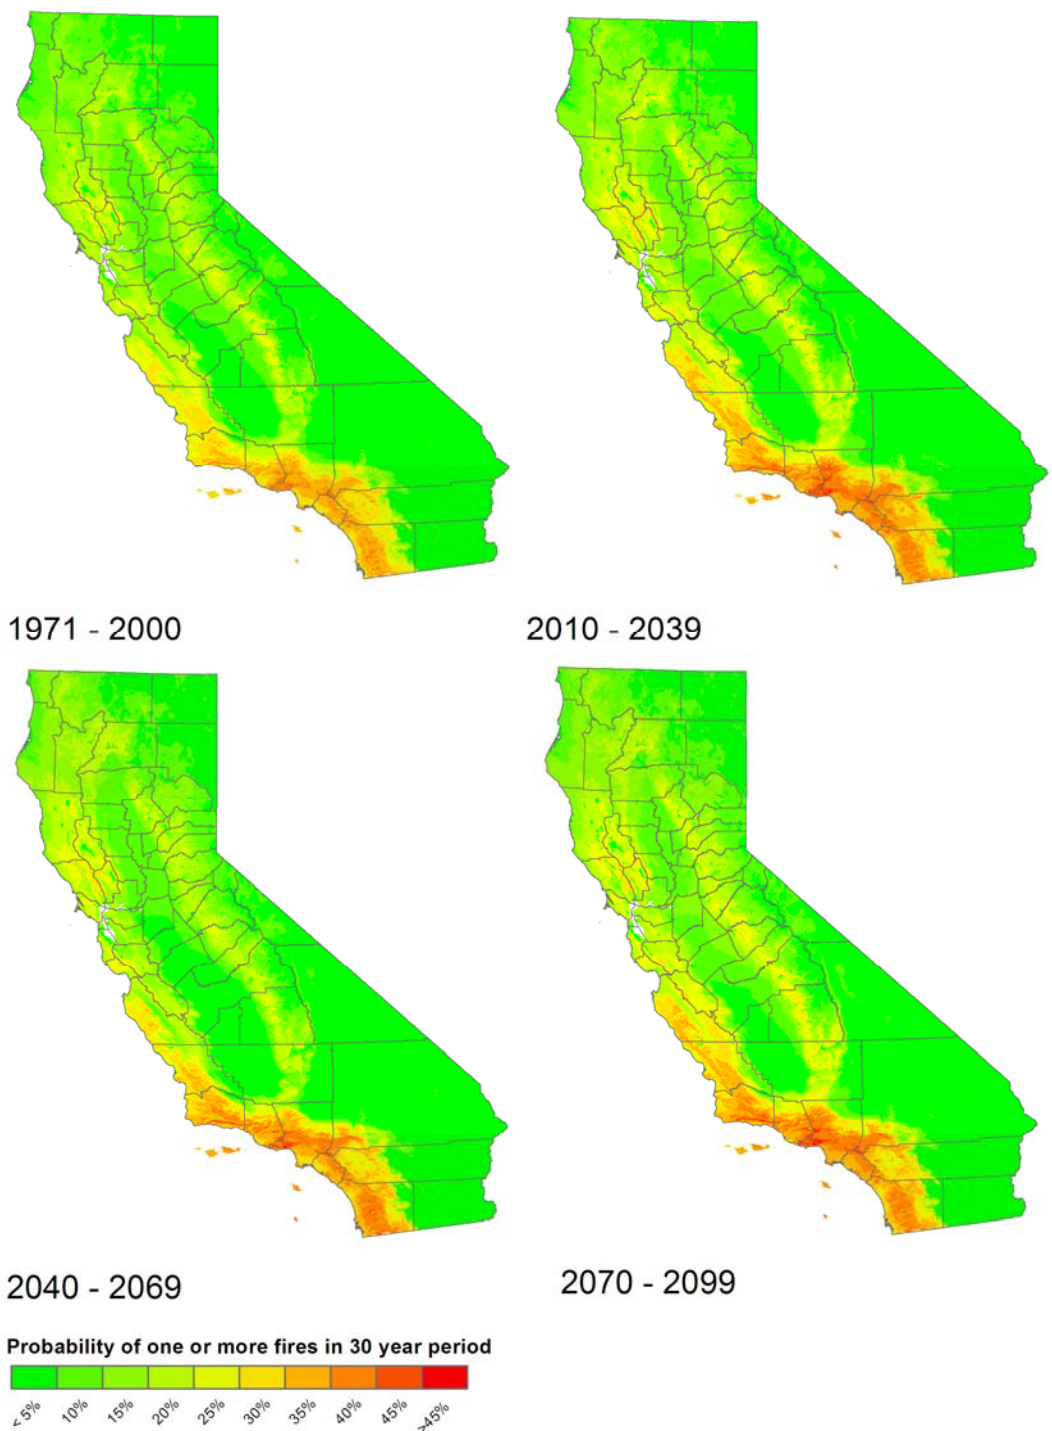 1971 - 2000
2010 - 2039
2040 - 2069
2070 - 2099
Probability of one or more fires in 30 year period
< 5% 10% 15% 20% 25% 30% 35% 40% 45% >45%